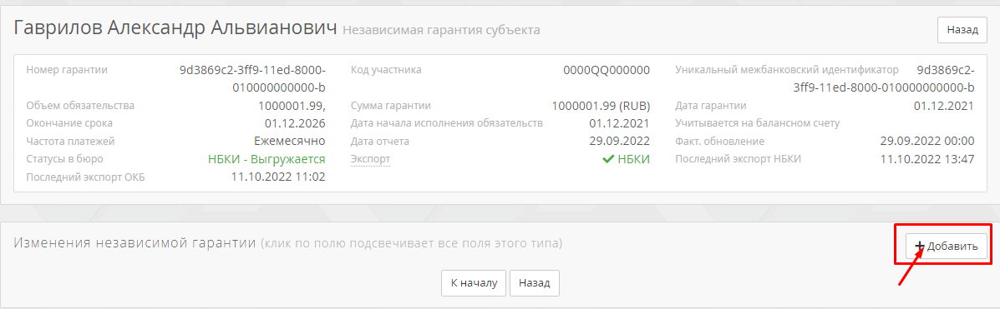 Гаврилов Александр Альвианович Независимая гарантия субъекта
Назад
Номер гарантии 9d3869c2-3ff9-11ed-8000-010000000000-b
Код участника 0000QQ000000
Уникальный межбанковский идентификатор 9d3869c2-3ff9-11ed-8000-010000000000-b
Объем обязательства 1000001.99,
Сумма гарантии 1000001.99 (RUB)
Дата гарантии 01.12.2021
Окончание срока 01.12.2026
Дата начала исполнения обязательств 01.12.2021
Учитывается на балансном счету
Частота платежей Ежемесячно
Дата отчета 29.09.2022
Факт. обновление 29.09.2022 00:00
Статусы в бюро НБКИ - Выгружается
Экспорт НБКИ
Последний экспорт НБКИ 11.10.2022 13:47
Последний экспорт ОКБ 11.10.2022 11:02
Изменения независимой гарантии (клик по полю подсвечивает все поля этого типа)
Добавить
К началу Назад